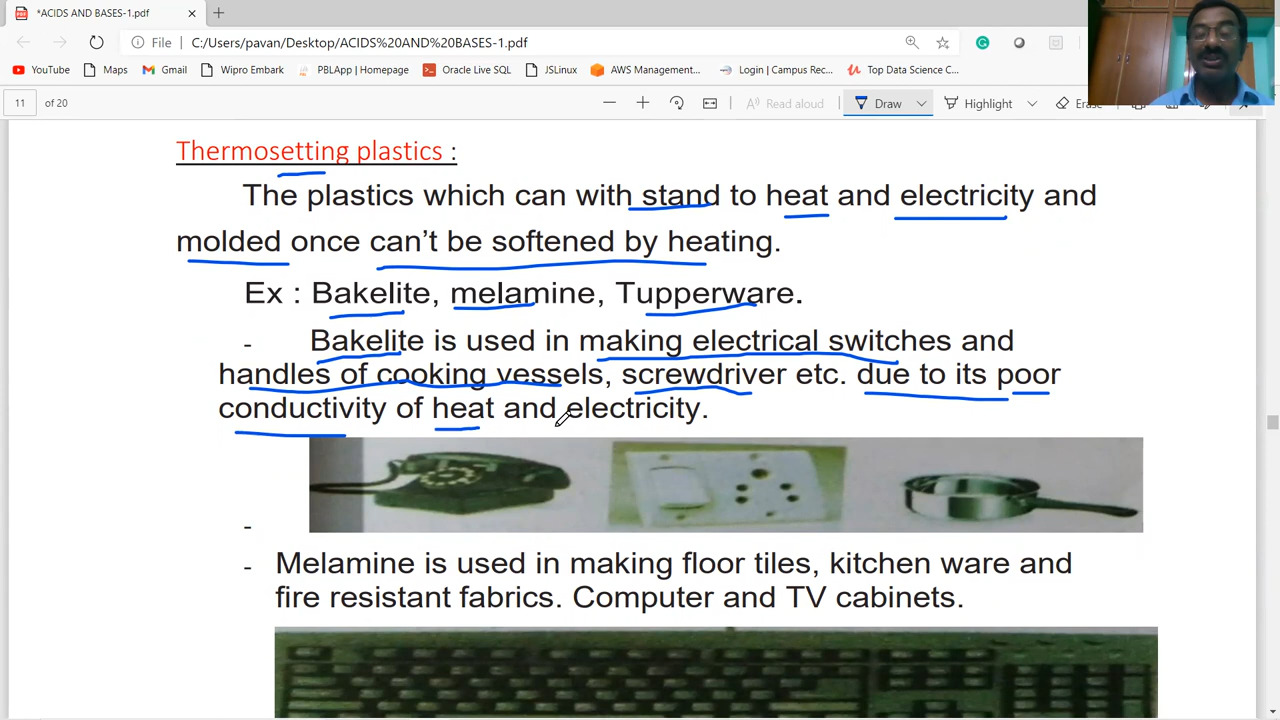 *ACIDS AND BASES-1.pdf
File C:/Users/pavan/Desktop/ACIDS%20AND%20BASES-1.pdf
YouTube Maps Gmail Wipro Embark PBLApp | Homepage Oracle Live SQL JSLinux AWS Management... Login | Campus Rec... Top Data Science C...
11 of 20 Read aloud Draw Highlight Erase
Thermosetting plastics :
The plastics which can with stand to heat and electricity and
molded once can't be softened by heating.
Ex : Bakelite, melamine, Tupperware.
- Bakelite is used in making electrical switches and
handles of cooking vessels, screwdriver etc. due to its poor
conductivity of heat and electricity.
-
- Melamine is used in making floor tiles, kitchen ware and
fire resistant fabrics. Computer and TV cabinets.